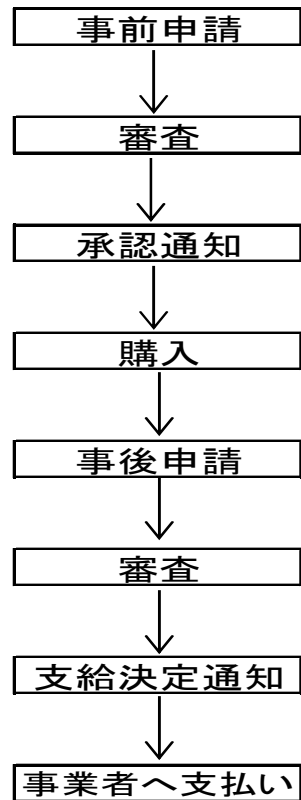 事前申請
審査
承認通知
購入
事後申請
審査
支給決定通知
事業者へ支払い